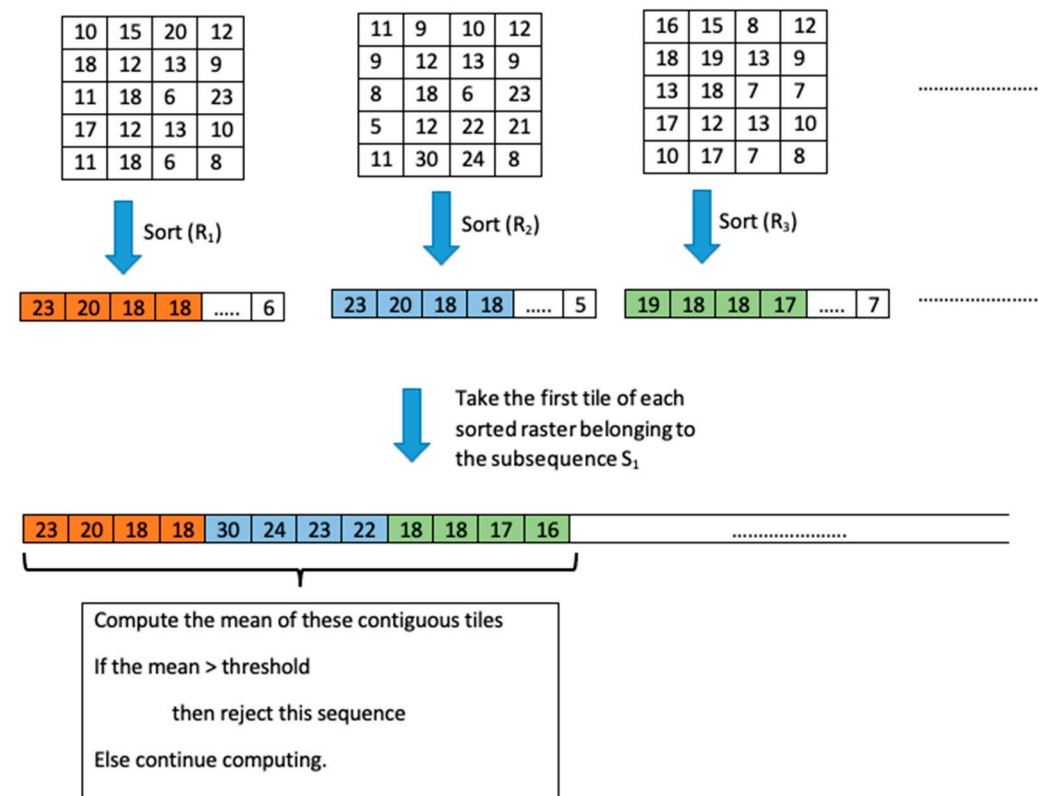 10 15 20 12
18 12 13 9
11 18 6 23
17 12 13 10
11 18 6 8
11 9 10 12
9 12 13 9
8 18 6 23
5 12 22 21
11 30 24 8
16 15 8 12
18 19 13 9
13 18 7 7
17 12 13 10
10 17 7 8
........................
Sort (R₁)
Sort (R₂)
Sort (R₃)
23 20 18 18 ..... 6
23 20 18 18 ..... 5
19 18 18 17 ..... 7
........................
Take the first tile of each
sorted raster belonging to
the subsequence S₁
23 20 18 18 30 24 23 22 18 18 17 16 .......................
Compute the mean of these contiguous tiles
If the mean > threshold
then reject this sequence
Else continue computing.